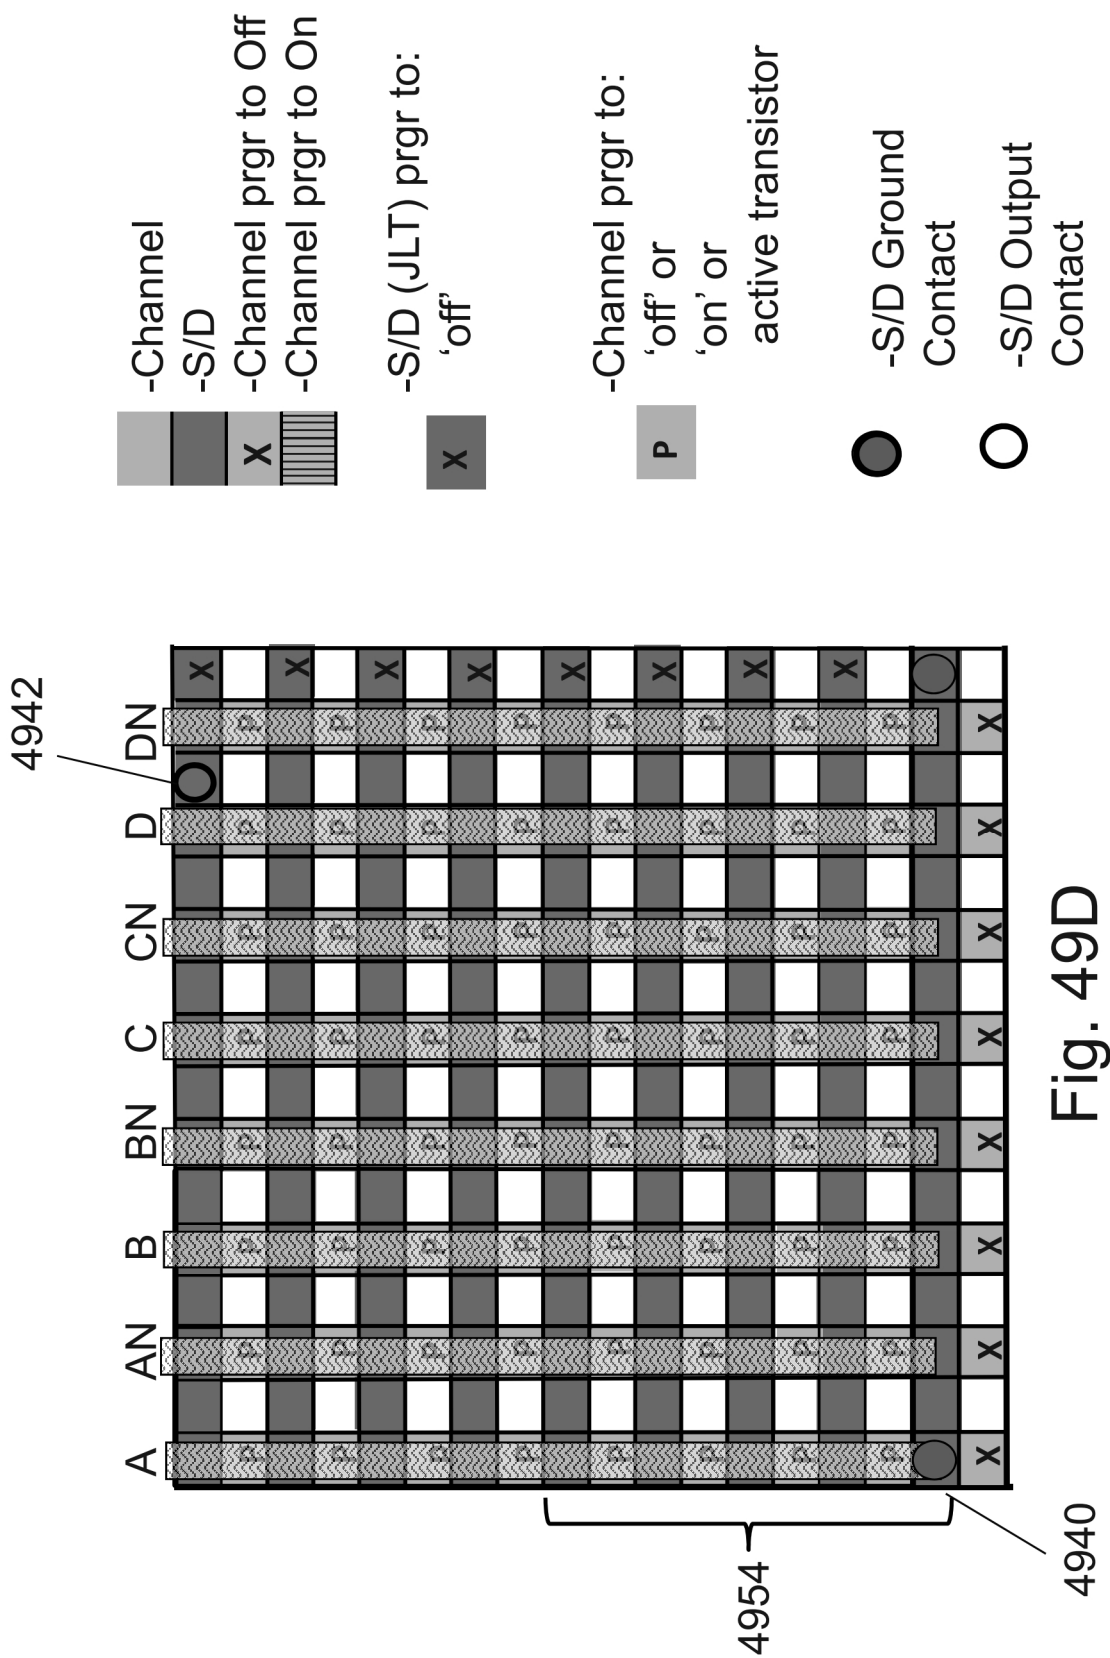 4942
A AN B BN C CN D DN
X
P P P P P P P P
X
P P P P P P P P
X
P P P P P P P P
X
P P P P P P P P
X
P P P P P P P P
X
P P P P P P P P
X
P P P P P P P P
X
P P P P P P P P
X X X X X X X X
4954
4940
-Channel
-S/D
X -Channel prgr to Off
-Channel prgr to On
X -S/D (JLT) prgr to:
‘off’
P -Channel prgr to:
‘off’ or
‘on’ or
active transistor
-S/D Ground
Contact
-S/D Output
Contact
Fig. 49D